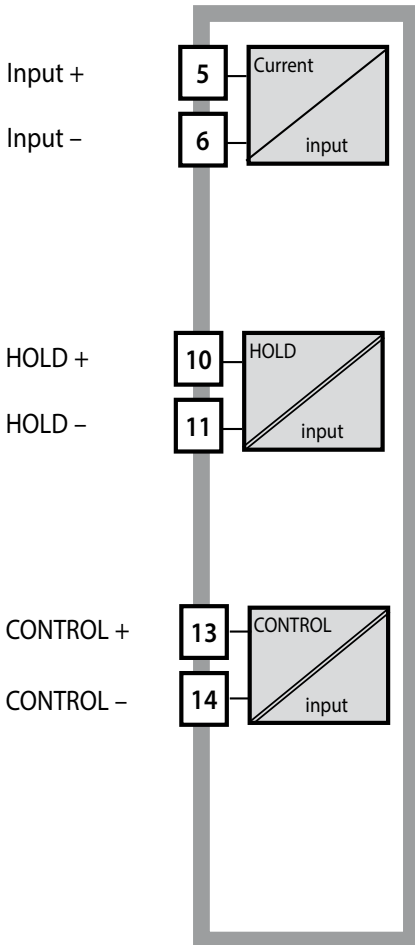 Input +
5
Current
Input –
6
input
HOLD +
10
HOLD
HOLD –
11
input
CONTROL +
13
CONTROL
CONTROL –
14
input